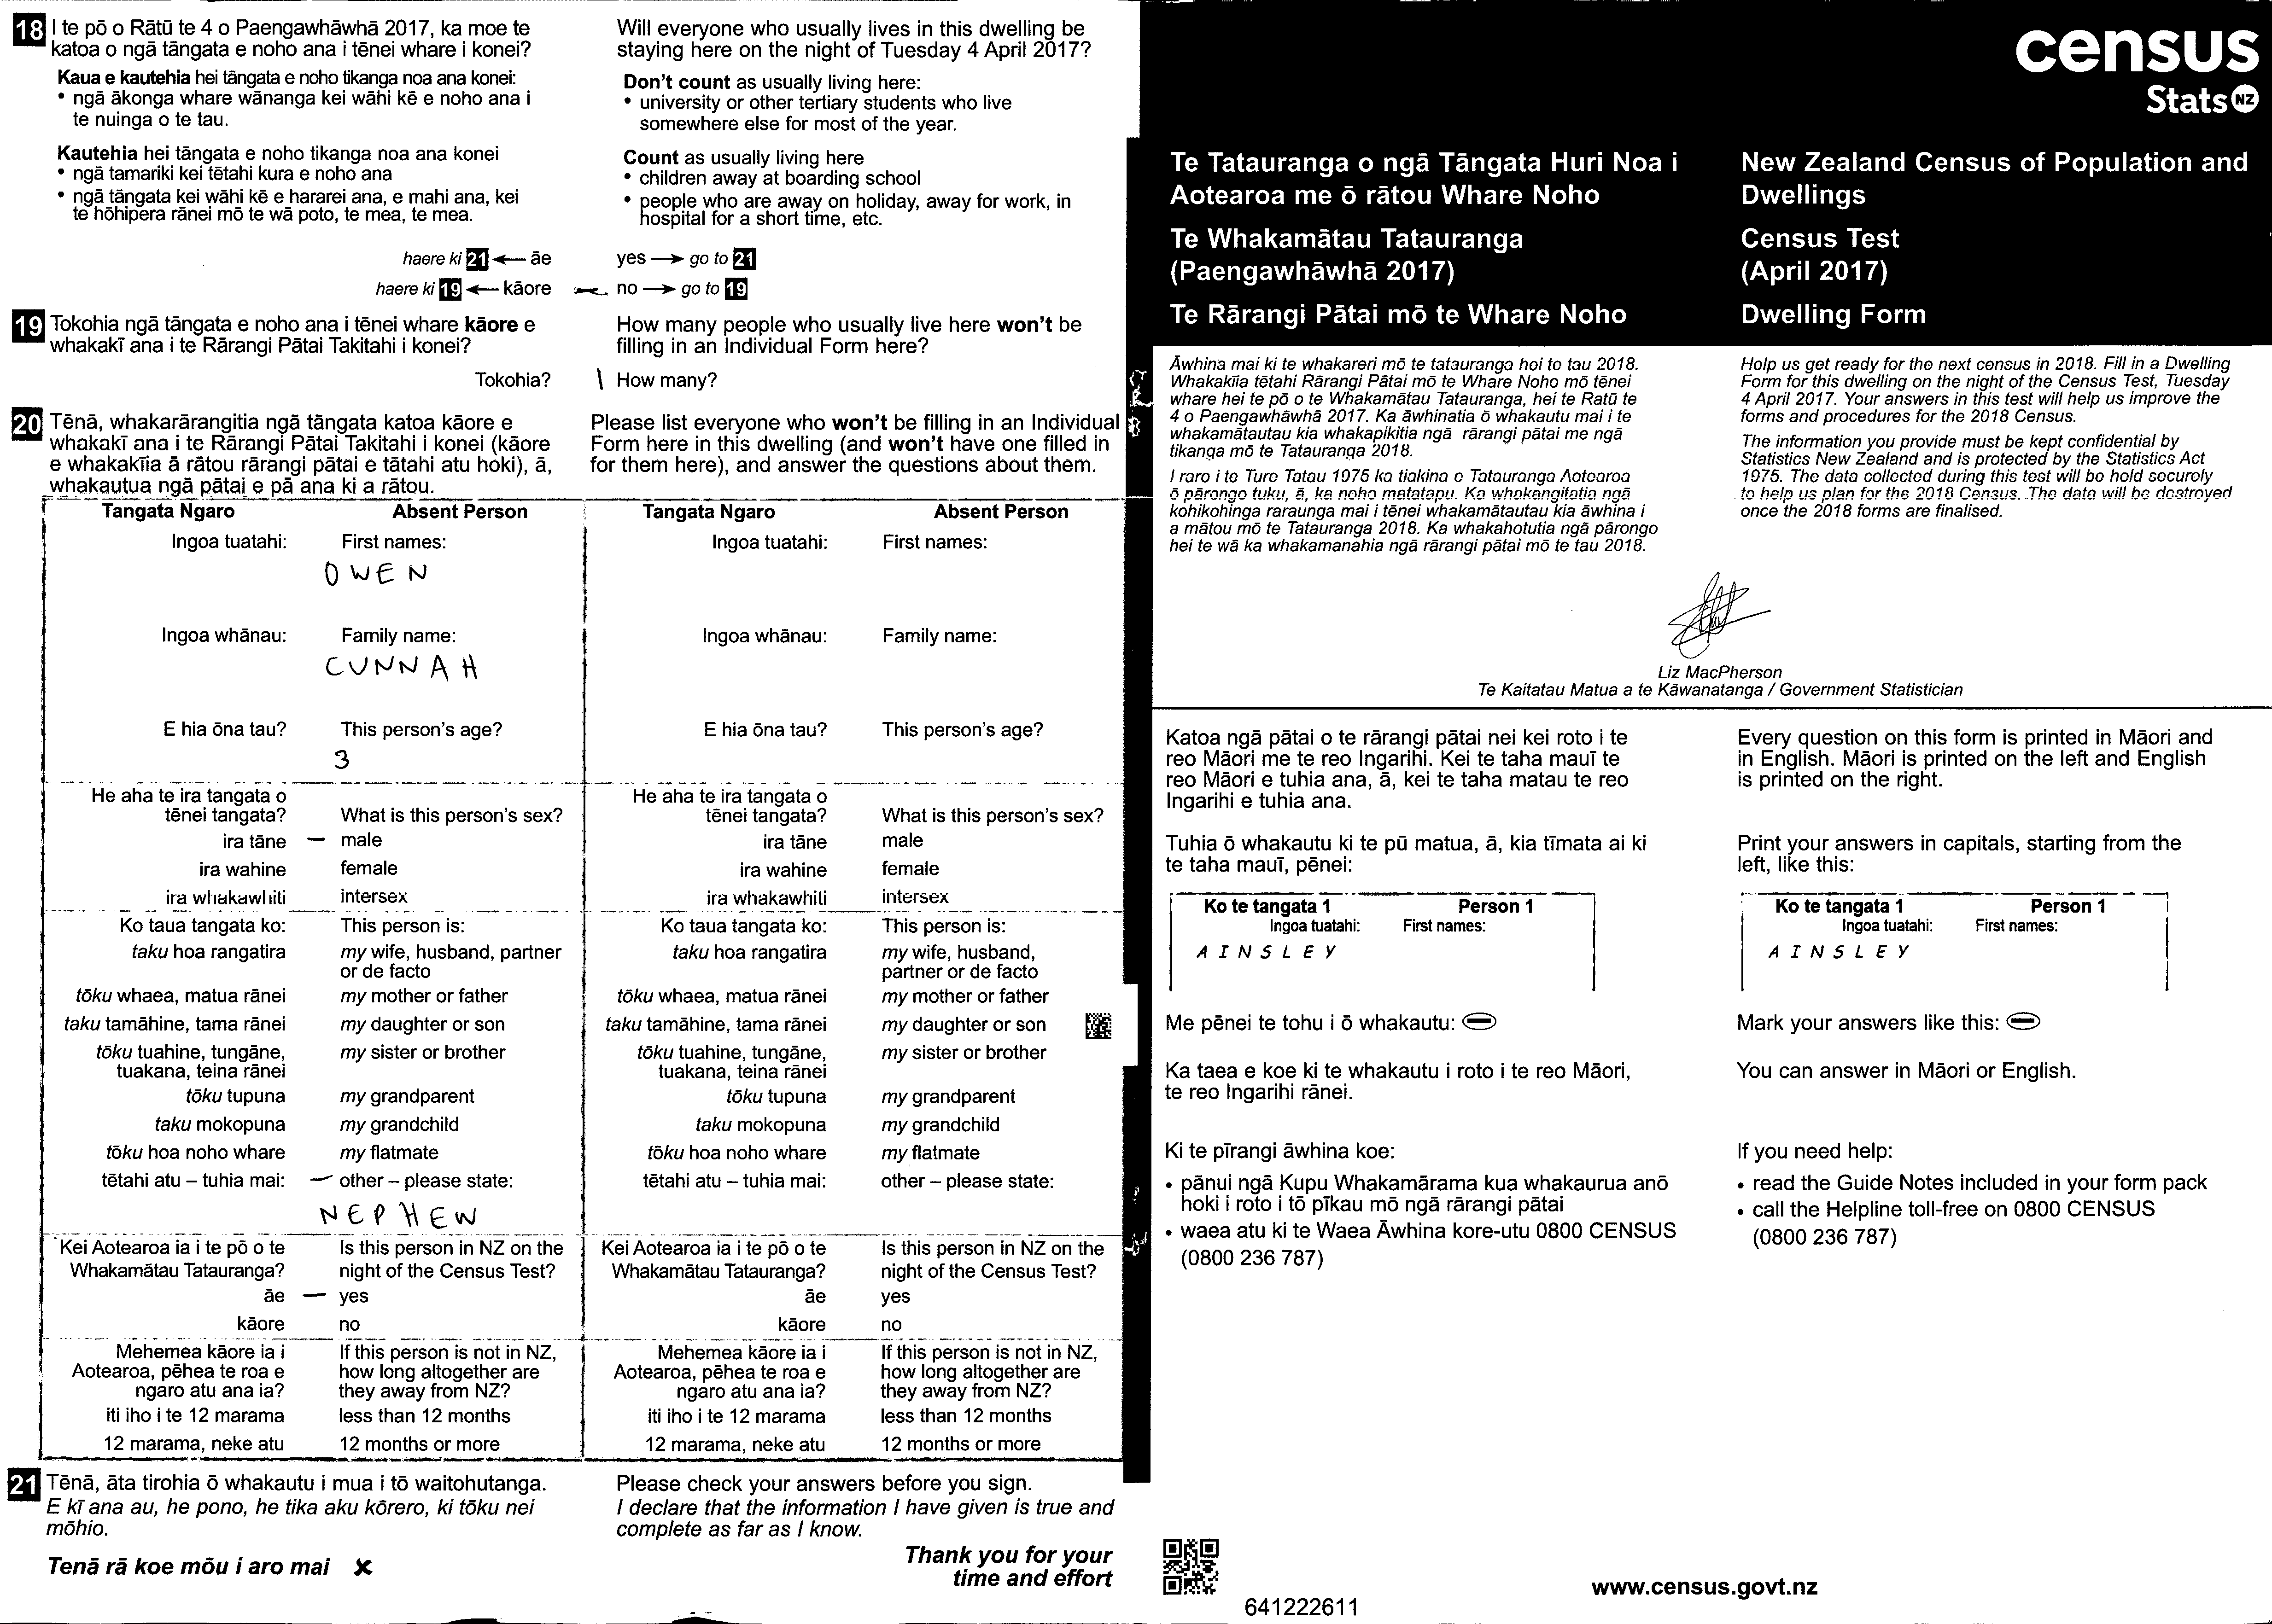 18 I te pō o Rātū te 4 o Paengawhāwhā 2017, ka moe te
katoa o ngā tāngata e noho ana i tēnei whare i konei?
Kaua e kautehia hei tāngata e noho tikanga noa ana konei:
• ngā ākonga whare wānanga kei wāhi kē e noho ana i
te nuinga o te tau.
Kautehia hei tāngata e noho tikanga noa ana konei
• ngā tamariki kei tētahi kura e noho ana
• ngā tāngata kei wāhi kē e hararei ana, e mahi ana, kei
te hōhipera rānei mō te wā poto, te mea, te mea.
Will everyone who usually lives in this dwelling be
staying here on the night of Tuesday 4 April 2017?
Don't count as usually living here:
• university or other tertiary students who live
somewhere else for most of the year.
Count as usually living here
• children away at boarding school
• people who are away on holiday, away for work, in
hospital for a short time, etc.
haere ki 21 ← āe yes → go to 21
haere ki 19 ← kāore — no → go to 19
19 Tokohia ngā tāngata e noho ana i tēnei whare kāore e
whakakī ana i te Rārangi Pātai Takitahi i konei?
How many people who usually live here won't be
filling in an Individual Form here?
Tokohia? 1 How many?
20 Tēnā, whakarārangitia ngā tāngata katoa kāore e
whakakī ana i te Rārangi Pātai Takitahi i konei (kāore
e whakakīia ā rātou rārangi pātai e tātahi atu hoki), ā,
whakautua ngā pātai e pā ana ki a rātou.
Please list everyone who won't be filling in an Individual
Form here in this dwelling (and won't have one filled in
for them here), and answer the questions about them.
Tangata Ngaro Absent Person
Ingoa tuatahi: First names:
OWEN
Ingoa whānau: Family name:
CUNNAH
E hia ōna tau? This person's age?
3
He aha te ira tangata o
tēnei tangata? What is this person's sex?
ira tāne — male
ira wahine female
ira whakawhiti intersex
Ko taua tangata ko: This person is:
taku hoa rangatira my wife, husband, partner
or de facto
tōku whaea, matua rānei my mother or father
taku tamāhine, tama rānei my daughter or son
tōku tuahine, tungāne, my sister or brother
tuakana, teina rānei
tōku tupuna my grandparent
taku mokopuna my grandchild
tōku hoa noho whare my flatmate
tētahi atu – tuhia mai: — other – please state:
NEPHEW
Kei Aotearoa ia i te pō o te Is this person in NZ on the
Whakamātau Tatauranga? night of the Census Test?
āe — yes
kāore no
Mehemea kāore ia i If this person is not in NZ,
Aotearoa, pēhea te roa e how long altogether are
ngaro atu ana ia? they away from NZ?
iti iho i te 12 marama less than 12 months
12 marama, neke atu 12 months or more
Tangata Ngaro Absent Person
Ingoa tuatahi: First names:
Ingoa whānau: Family name:
E hia ōna tau? This person's age?
He aha te ira tangata o
tēnei tangata? What is this person's sex?
ira tāne male
ira wahine female
ira whakawhiti intersex
Ko taua tangata ko: This person is:
taku hoa rangatira my wife, husband,
partner or de facto
tōku whaea, matua rānei my mother or father
taku tamāhine, tama rānei my daughter or son
tōku tuahine, tungāne, my sister or brother
tuakana, teina rānei
tōku tupuna my grandparent
taku mokopuna my grandchild
tōku hoa noho whare my flatmate
tētahi atu – tuhia mai: other – please state:
Kei Aotearoa ia i te pō o te Is this person in NZ on the
Whakamātau Tatauranga? night of the Census Test?
āe yes
kāore no
Mehemea kāore ia i If this person is not in NZ,
Aotearoa, pēhea te roa e how long altogether are
ngaro atu ana ia? they away from NZ?
iti iho i te 12 marama less than 12 months
12 marama, neke atu 12 months or more
21 Tēnā, āta tirohia ō whakautu i mua i tō waitohutanga.
E kī ana au, he pono, he tika aku kōrero, ki tōku nei
mōhio.
Please check your answers before you sign.
I declare that the information I have given is true and
complete as far as I know.
Tenā rā koe mōu i aro mai ✗
Thank you for your
time and effort
census
Stats NZ
Te Tatauranga o ngā Tāngata Huri Noa i
Aotearoa me ō rātou Whare Noho
Te Whakamātau Tatauranga
(Paengawhāwhā 2017)
Te Rārangi Pātai mō te Whare Noho
New Zealand Census of Population and
Dwellings
Census Test
(April 2017)
Dwelling Form
Āwhina mai ki te whakareri mō te tatauranga hoi to tau 2018.
Whakakīia tētahi Rārangi Pātai mō te Whare Noho mō tēnei
whare hei te pō o te Whakamātau Tatauranga, hei te Ratū te
4 o Paengawhāwhā 2017. Ka āwhinatia ō whakautu mai i te
whakamātautau kia whakapikitia ngā rārangi pātai me ngā
tikanga mō te Tatauranga 2018.
I raro i te Turo Tatau 1975 ka tiakina o Tatauranga Aotearoa
ō pārongo tuku, ā, ka noho matatapu. Ka whakangitatia ngā
kohikohinga raraunga mai i tēnei whakamātautau kia āwhina i
a mātou mō te Tatauranga 2018. Ka whakahotutia ngā pārongo
hei te wā ka whakamanahia ngā rārangi pātai mō te tau 2018.
Help us get ready for the next census in 2018. Fill in a Dwelling
Form for this dwelling on the night of the Census Test, Tuesday
4 April 2017. Your answers in this test will help us improve the
forms and procedures for the 2018 Census.
The information you provide must be kept confidential by
Statistics New Zealand and is protected by the Statistics Act
1975. The data collected during this test will be held securely
to help us plan for the 2018 Census. The data will be destroyed
once the 2018 forms are finalised.
Liz MacPherson
Te Kaitatau Matua a te Kāwanatanga / Government Statistician
Katoa ngā pātai o te rārangi pātai nei kei roto i te
reo Māori me te reo Ingarihi. Kei te taha mauī te
reo Māori e tuhia ana, ā, kei te taha matau te reo
Ingarihi e tuhia ana.
Tuhia ō whakautu ki te pū matua, ā, kia tīmata ai ki
te taha mauī, pēnei:
Ko te tangata 1 Person 1
Ingoa tuatahi: First names:
AINSLEY
Me pēnei te tohu i ō whakautu:
Ka taea e koe ki te whakautu i roto i te reo Māori,
te reo Ingarihi rānei.
Ki te pīrangi āwhina koe:
• pānui ngā Kupu Whakamārama kua whakaurua anō
hoki i roto i tō pīkau mō ngā rārangi pātai
• waea atu ki te Waea Āwhina kore-utu 0800 CENSUS
(0800 236 787)
Every question on this form is printed in Māori and
in English. Māori is printed on the left and English
is printed on the right.
Print your answers in capitals, starting from the
left, like this:
Ko te tangata 1 Person 1
Ingoa tuatahi: First names:
AINSLEY
Mark your answers like this:
You can answer in Māori or English.
If you need help:
• read the Guide Notes included in your form pack
• call the Helpline toll-free on 0800 CENSUS
(0800 236 787)
641222611
www.census.govt.nz